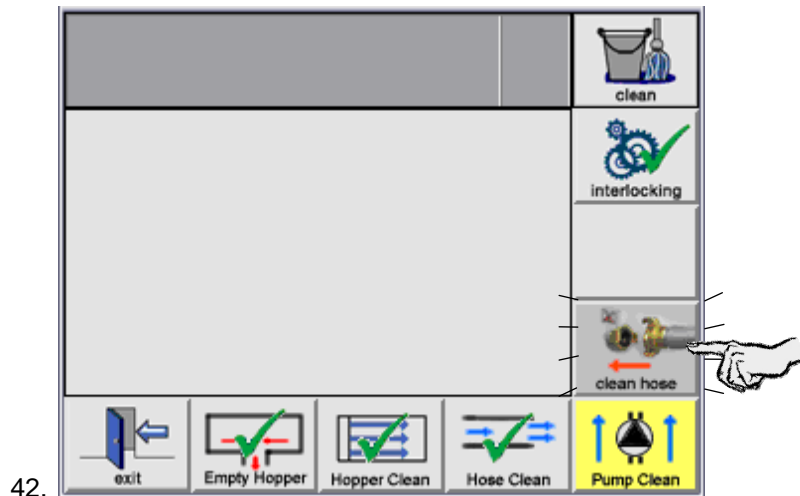 clean
interlocking
clean hose
exit
Empty Hopper
Hopper Clean
Hose Clean
Pump Clean
42.